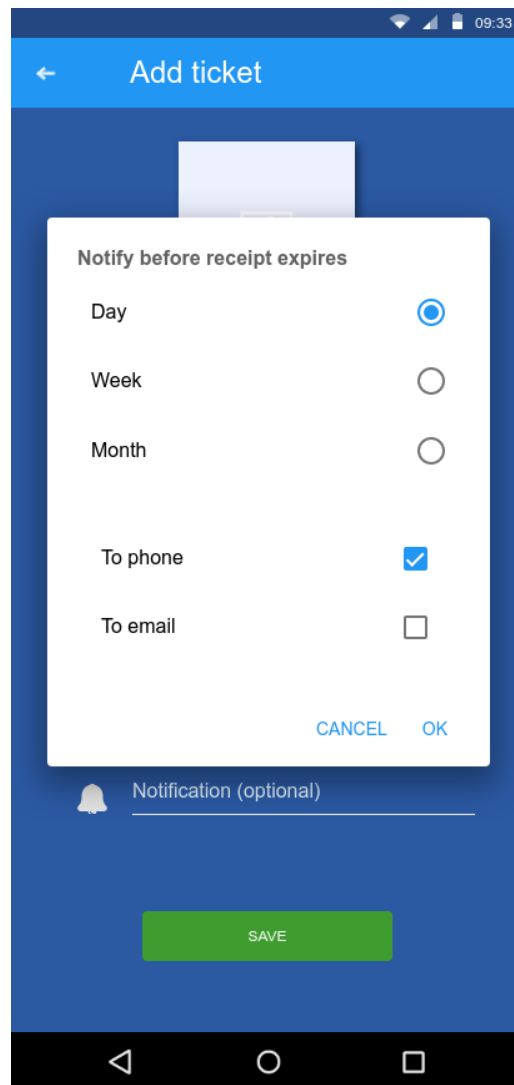 09:33
Add ticket
Notify before receipt expires
Day
Week
Month
To phone
To email
CANCEL OK
Notification (optional)
SAVE